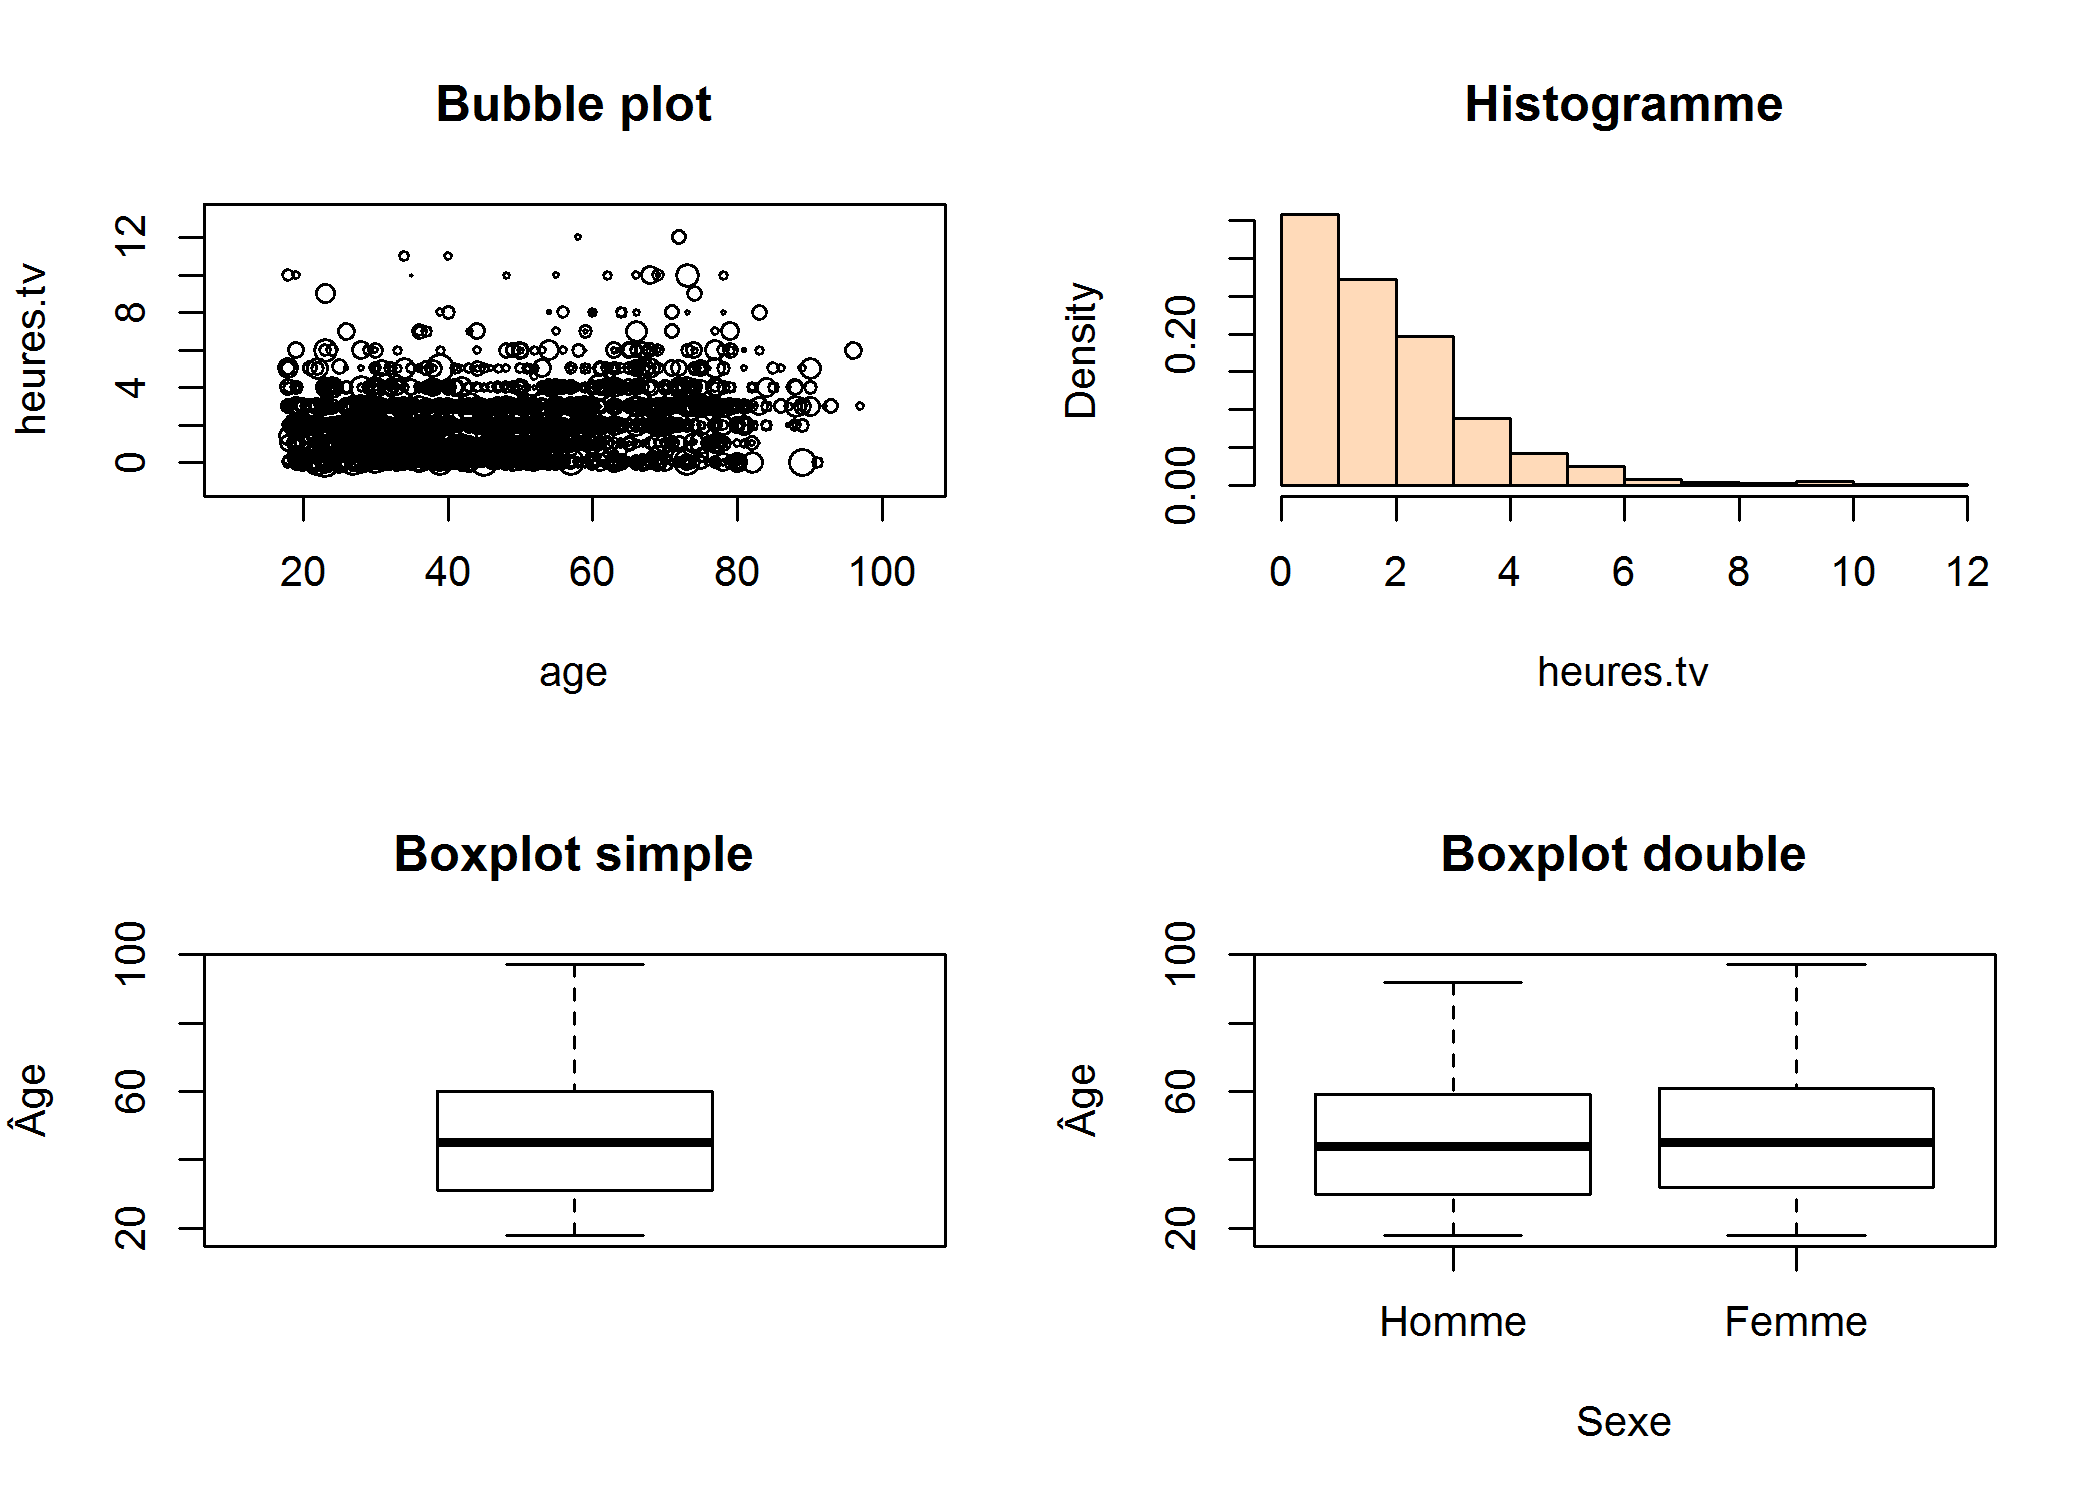 Bubble plot
heures.tv
12
8
4
0
20 40 60 80 100
age
Histogramme
Density
0.20
0.00
0 2 4 6 8 10 12
heures.tv
Boxplot simple
Âge
100
60
20
Boxplot double
Âge
100
60
20
Homme Femme
Sexe